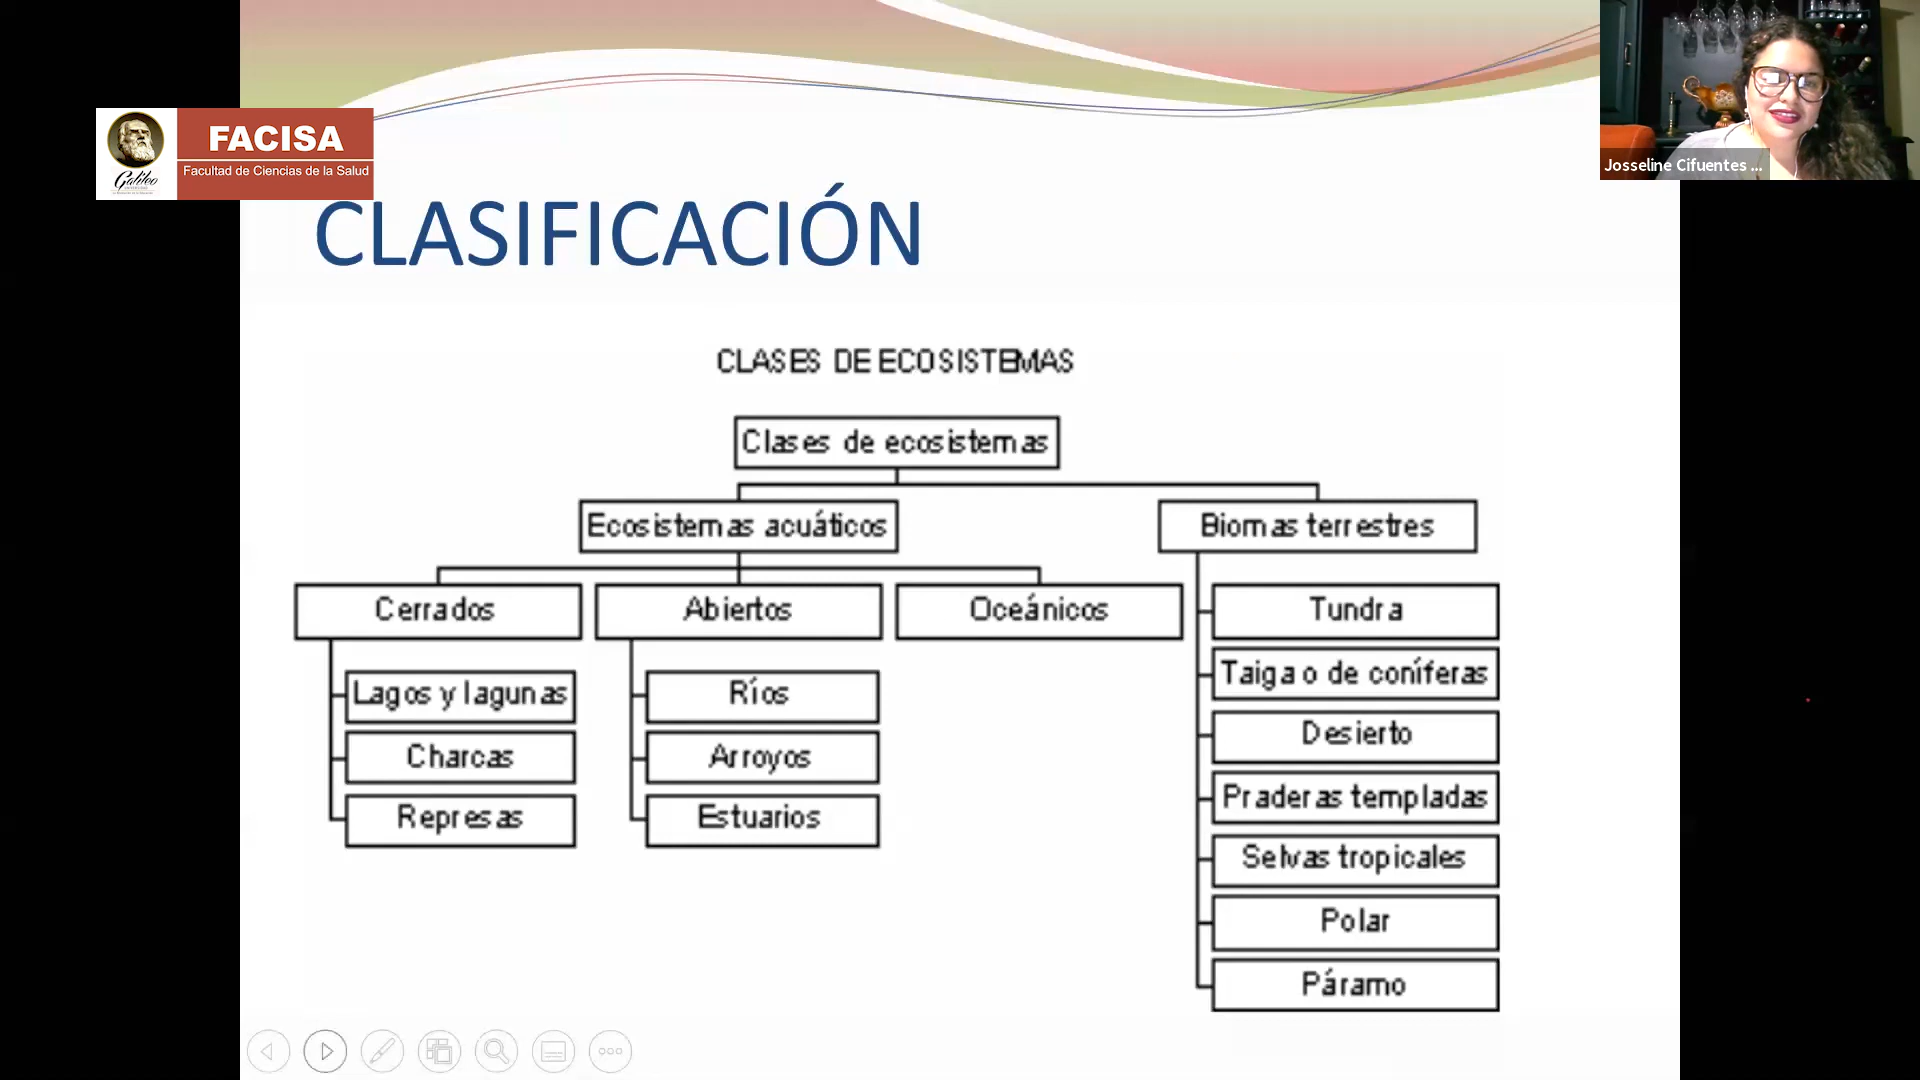 FACISA
Galileo
Facultad de Ciencias de la Salud
Josseline Cifuentes ...
CLASIFICACIÓN
CLASES DE ECOSISTEMAS
Clases de ecosistemas
Ecosistemas acuáticos
Biomas terrestres
Cerrados
Abiertos
Oceánicos
Lagos y lagunas
Charcas
Represas
Ríos
Arroyos
Estuarios
Tundra
Taiga o de coníferas
Desierto
Praderas templadas
Selvas tropicales
Polar
Páramo